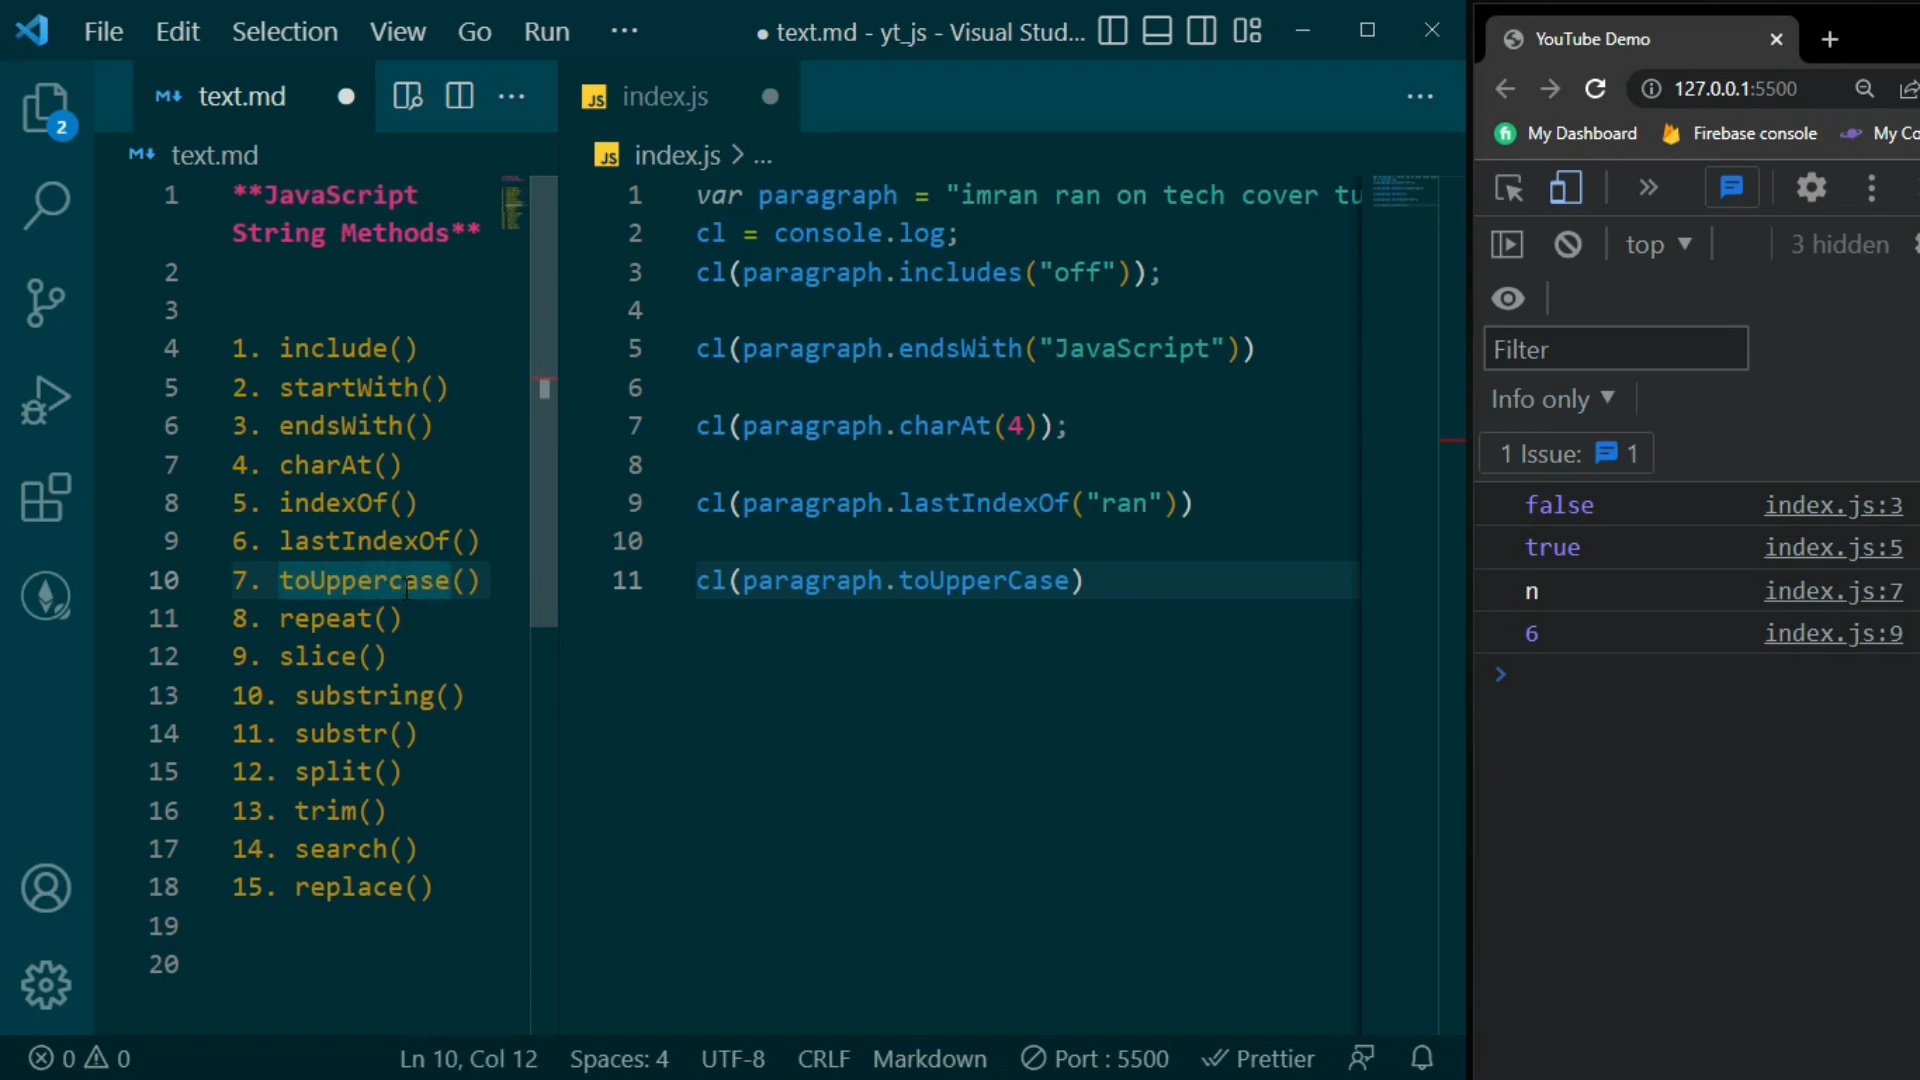 File Edit Selection View Go Run ··· ● text.md - yt_js - Visual Stud...
text.md
index.js
2
text.md
index.js > ...
1 **JavaScript
String Methods**
2
3
4 1. include()
5 2. startWith()
6 3. endsWith()
7 4. charAt()
8 5. indexOf()
9 6. lastIndexOf()
10 7. toUppercase()
11 8. repeat()
12 9. slice()
13 10. substring()
14 11. substr()
15 12. split()
16 13. trim()
17 14. search()
18 15. replace()
19
20
1 var paragraph = "imran ran on tech cover tu
2 cl = console.log;
3 cl(paragraph.includes("off"));
4
5 cl(paragraph.endsWith("JavaScript"))
6
7 cl(paragraph.charAt(4));
8
9 cl(paragraph.lastIndexOf("ran"))
10
11 cl(paragraph.toUpperCase)
0 0 Ln 10, Col 12 Spaces: 4 UTF-8 CRLF Markdown Port : 5500 Prettier
YouTube Demo
127.0.0.1:5500
My Dashboard Firebase console My Co
top 3 hidden
Filter
Info only
1 Issue: 1
false index.js:3
true index.js:5
n index.js:7
6 index.js:9
>